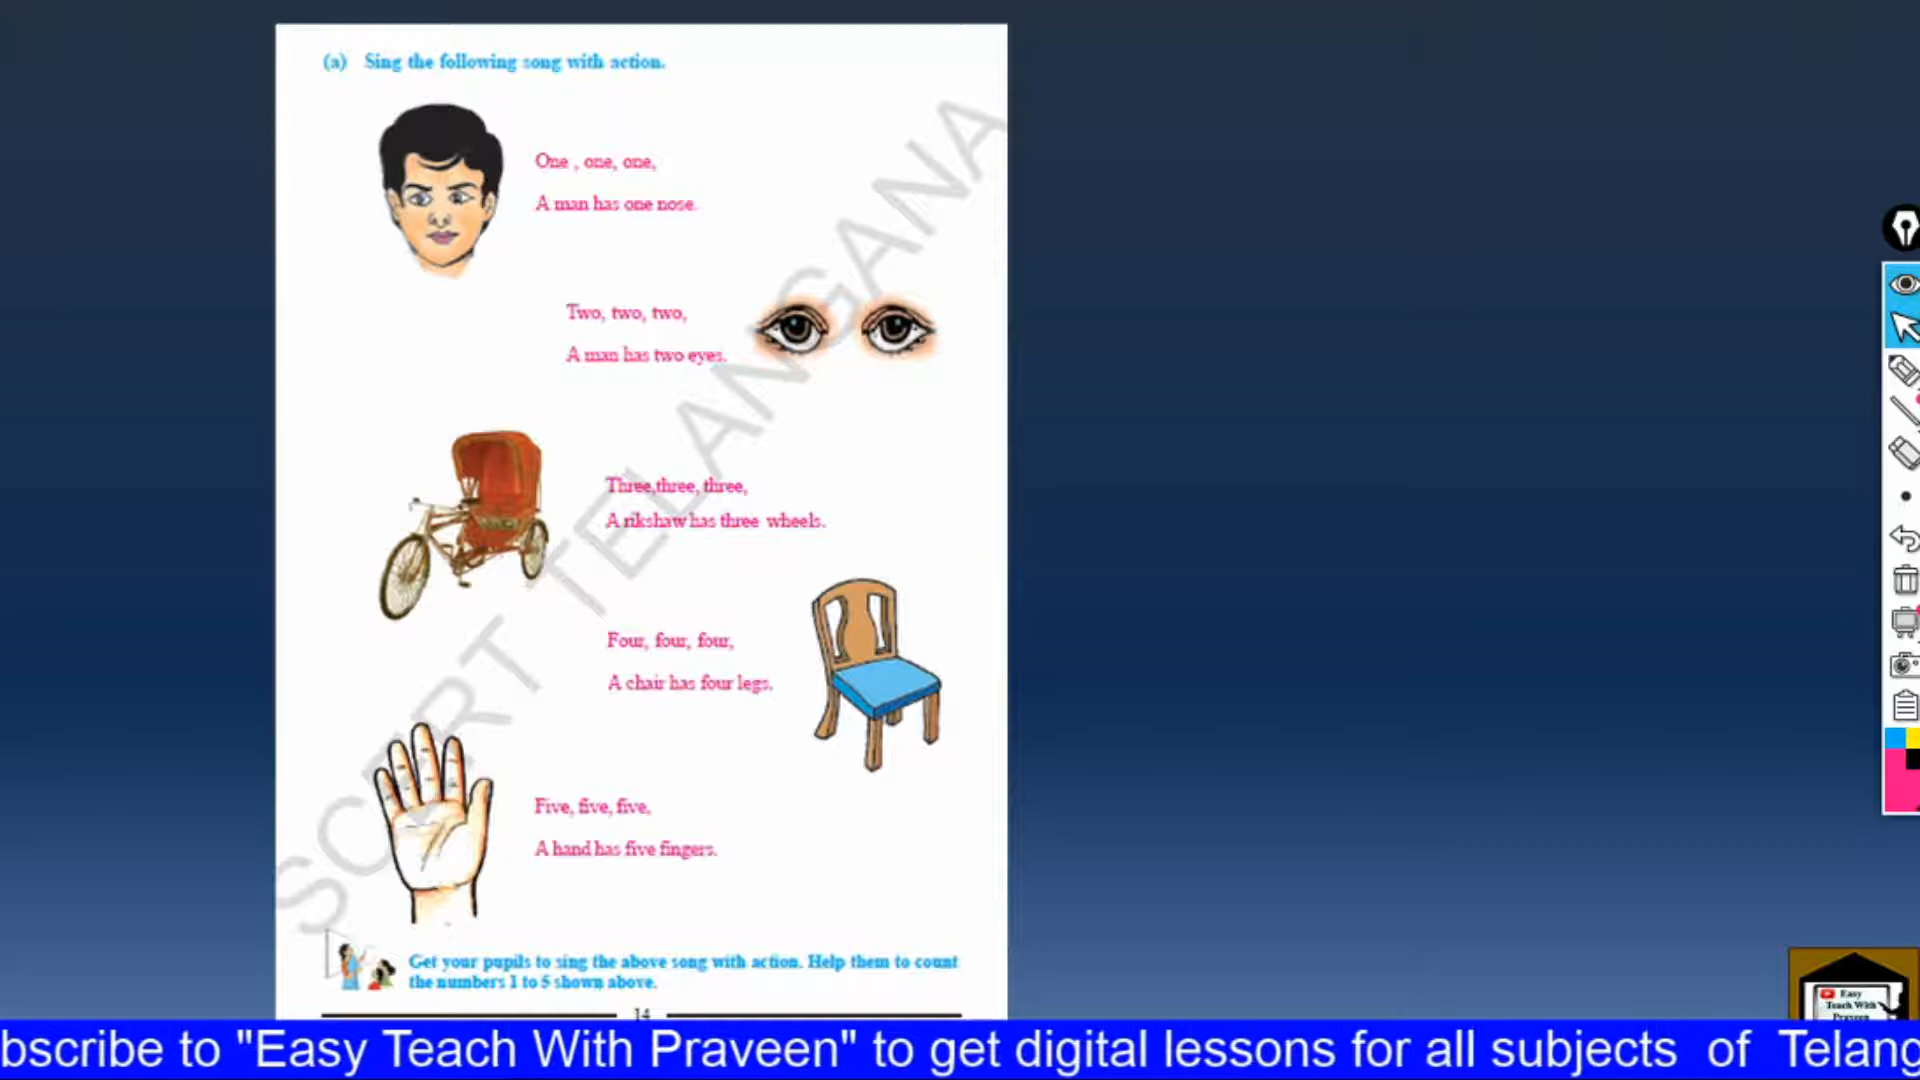 (a) Sing the following song with action.
One , one, one,
A man has one nose.
Two, two, two,
A man has two eyes.
Three,three, three,
A rikshaw has three wheels.
Four, four, four,
A chair has four legs.
Five, five, five,
A hand has five fingers.
SCERT TELANGANA
Get your pupils to sing the above song with action. Help them to count
the numbers 1 to 5 shown above.
14
Easy
Teach With
Praveen
bscribe to "Easy Teach With Praveen" to get digital lessons for all subjects of Telang